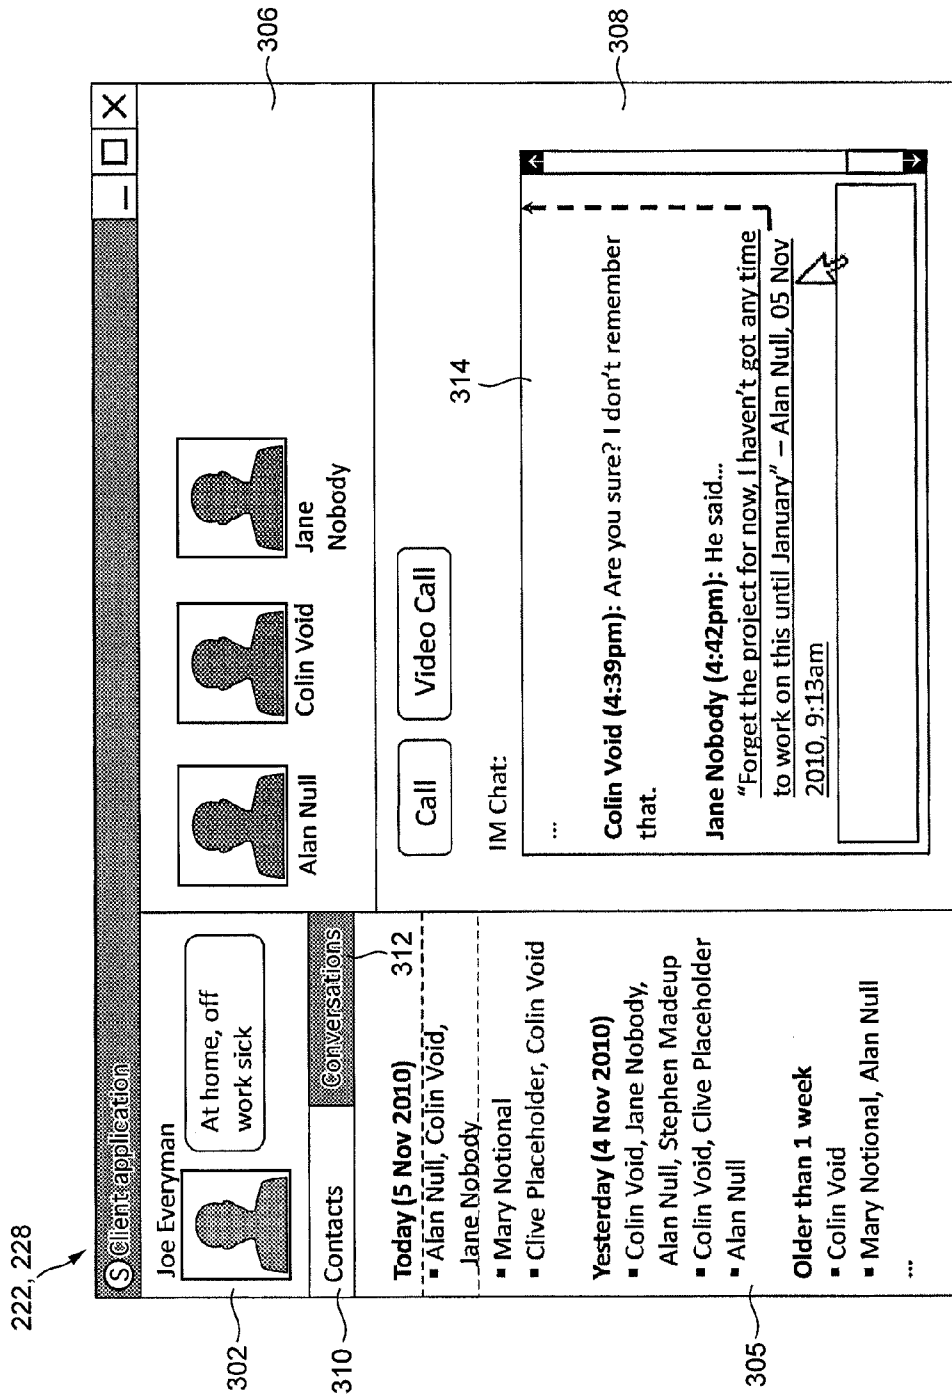 222, 228
S Client application
Joe Everyman
At home, off
work sick
302
310
Contacts
Conversations
312
Today (5 Nov 2010)
▪ Alan Null, Colin Void,
Jane Nobody
▪ Mary Notional
▪ Clive Placeholder, Colin Void
Yesterday (4 Nov 2010)
▪ Colin Void, Jane Nobody,
Alan Null, Stephen Madeup
▪ Colin Void, Clive Placeholder
▪ Alan Null
Older than 1 week
▪ Colin Void
▪ Mary Notional, Alan Null
...
305
Alan Null
Colin Void
Jane
Nobody
306
Call
Video Call
308
IM Chat:
314
...
Colin Void (4:39pm): Are you sure? I don't remember
that.
Jane Nobody (4:42pm): He said...
“Forget the project for now, I haven't got any time
to work on this until January” – Alan Null, 05 Nov
2010, 9:13am